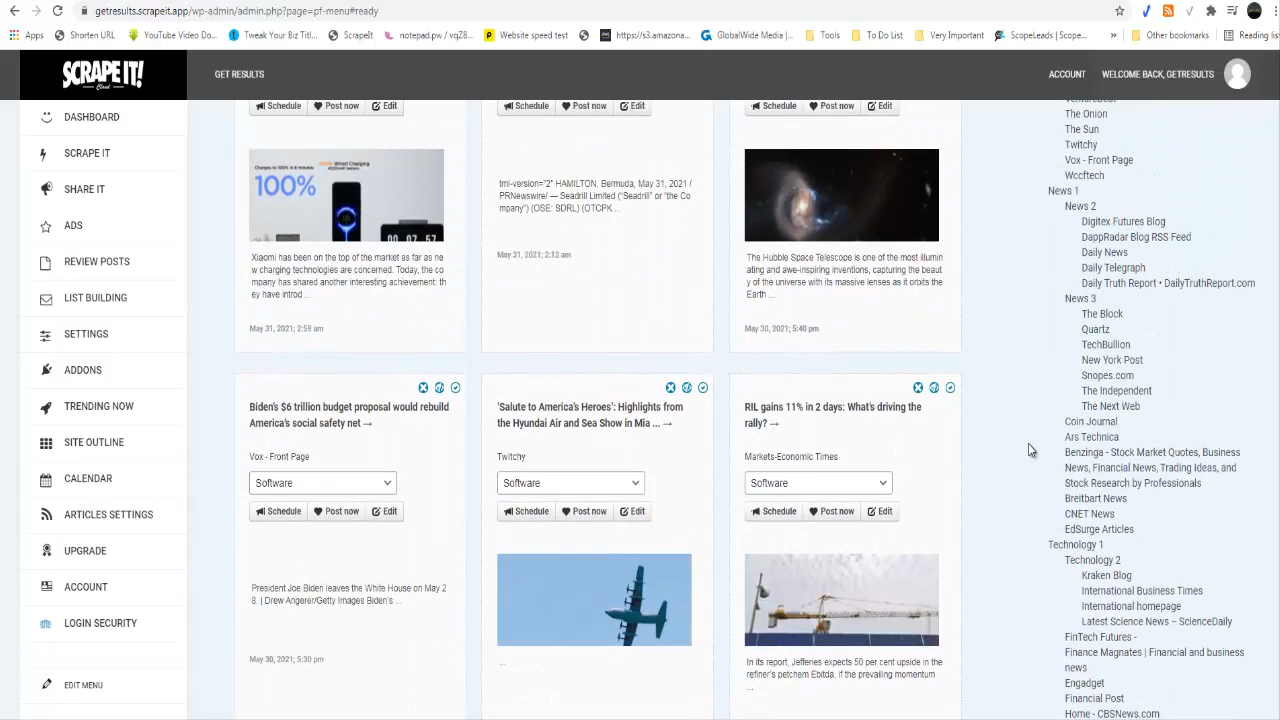 getresults.scrapeit.app/wp-admin/admin.php?page=pf-menu#ready
Apps
Shorten URL
YouTube Video Do...
Tweak Your Biz Titl...
ScrapeIt
notepad.pw / vqZ8...
Website speed test
https://s3.amazona...
GlobalWide Media |...
Tools
To Do List
Very Important
ScopeLeads | Scope...
»
Other bookmarks
Reading list
SCRAPE IT!
Cloud
GET RESULTS
ACCOUNT
WELCOME BACK, GETRESULTS
DASHBOARD
SCRAPE IT
SHARE IT
ADS
REVIEW POSTS
LIST BUILDING
SETTINGS
ADDONS
TRENDING NOW
SITE OUTLINE
CALENDAR
ARTICLES SETTINGS
UPGRADE
ACCOUNT
LOGIN SECURITY
EDIT MENU
Schedule Post now Edit
Schedule Post now Edit
Schedule Post now Edit
100%
Xiaomi has been on the top of the market as far as ne
w charging technologies are concerned. Today, the co
mpany has shared another interesting achievement: th
ey have introd ...
May 31, 2021; 2:59 am
tml-version="2" HAMILTON, Bermuda, May 31, 2021 /
PRNewswire/ — Seadrill Limited ("Seadrill" or "the Co
mpany") (OSE: SDRL) (OTCPK ...
May 31, 2021; 2:12 am
The Hubble Space Telescope is one of the most illumin
ating and awe-inspiring inventions, capturing the beaut
y of the universe with its massive lenses as it orbits the
Earth ...
May 30, 2021; 5:40 pm
Biden's $6 trillion budget proposal would rebuild
America's social safety net →
Vox - Front Page
Software
Schedule Post now Edit
President Joe Biden leaves the White House on May 2
8. | Drew Angerer/Getty Images Biden's ...
May 30, 2021; 5:30 pm
'Salute to America's Heroes': Highlights from
the Hyundai Air and Sea Show in Mia ... →
Twitchy
Software
Schedule Post now Edit
...
RIL gains 11% in 2 days: What's driving the
rally? →
Markets-Economic Times
Software
Schedule Post now Edit
In its report, Jefferies expects 50 per cent upside in the
refiner's petchem Ebitda, if the prevailing momentum
...
VentureBeat
The Onion
The Sun
Twitchy
Vox - Front Page
Wccftech
News 1
News 2
Digitex Futures Blog
DappRadar Blog RSS Feed
Daily News
Daily Telegraph
Daily Truth Report • DailyTruthReport.com
News 3
The Block
Quartz
TechBullion
New York Post
Snopes.com
The Independent
The Next Web
Coin Journal
Ars Technica
Benzinga - Stock Market Quotes, Business
News, Financial News, Trading Ideas, and
Stock Research by Professionals
Breitbart News
CNET News
EdSurge Articles
Technology 1
Technology 2
Kraken Blog
International Business Times
International homepage
Latest Science News – ScienceDaily
FinTech Futures -
Finance Magnates | Financial and business
news
Engadget
Financial Post
Home - CBSNews.com